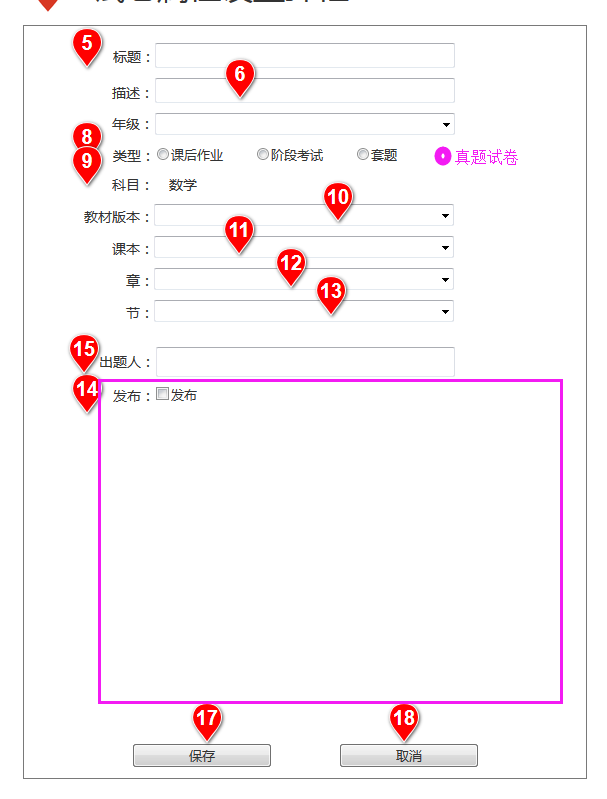 5
标题：
6
描述：
年级：
8
类型： 课后作业 阶段考试 套题 真题试卷
9
科目： 数学
10
教材版本：
11
课本：
12
章：
13
节：
15
出题人：
14
发布： 发布
17 18
保存 取消